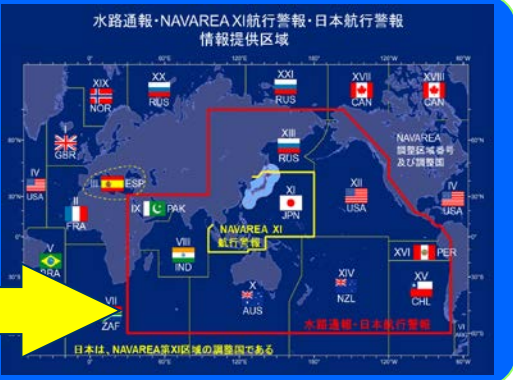 水路通報・NAVAREA XI航行警報・日本航行警報
情報提供区域
XIX
NOR
XX
RUS
XXI
RUS
XVII
CAN
XVIII
CAN
I
GBR
XIII
RUS
NAVAREA
調整区域番号
及び調整国
IV
USA
III
ESP
II
FRA
IX
PAK
XI
JPN
XII
USA
IV
USA
NAVAREA XI
航行警報
VIII
IND
V
BRA
XVI
PER
X
AUS
XIV
NZL
XV
CHL
VII
ZAF
水路通報・日本航行警報
VI
日本は、NAVAREA第XI区域の調整国である